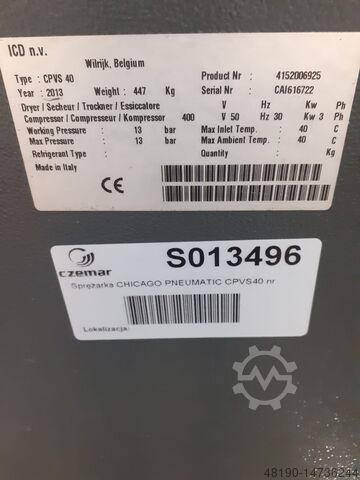 ICD n.v.
Wilrijk, Belgium
Type : CPVS 40 Product Nr : 4152006925
Year : 2013 Weight : 447 Kg Serial Nr : CAI616722
Dryer / Secheur / Trockner / Essiccatore V Hz Kw Ph
Compressor / Compresseur / Kompressor 400 V 50 Hz 30 Kw 3 Ph
Working Pressure : 13 bar Max Inlet Temp. : 40 C
Max Pressure : 13 bar Max Ambient Temp. : 40 C
Refrigerant Type : Quantity : Kg
Made in Italy
CE
czemar
S013496
Sprężarka CHICAGO PNEUMATIC CPVS40 nr
Lokalizacja:
48190-14736244